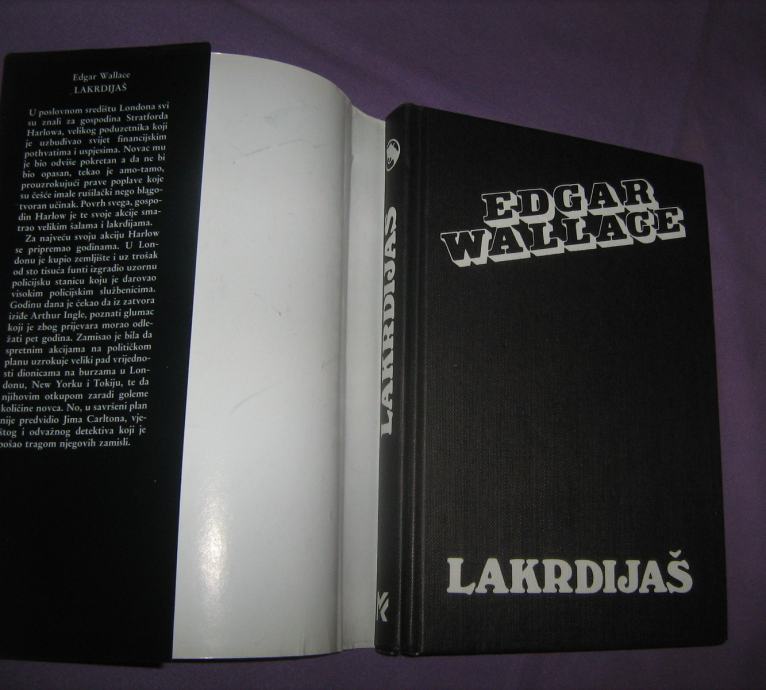 Edgar Wallace
LAKRDIJAŠ
U poslovnom središtu Londona svi
su znali za gospodina Stratforda
Harlowa, velikog poduzetnika koji
je uzbuđivao svijet financijskim
pothvatima i uspjesima. Novac mu
je bio odviše pokretan a da ne bi
bio opasan, tekao je amo-tamo,
prouzrokujući prave poplave koje
su češće imale rušilački nego blago-
tvoran učinak. Povrh svega, gospo-
din Harlow je te svoje akcije sma-
trao velikim šalama i lakrdijama.
Za najveću svoju akciju Harlow
se pripremao godinama. U Lon-
donu je kupio zemljište i uz trošak
od sto tisuća funti izgradio uzornu
policijsku stanicu koju je darovao
visokim policijskim službenicima.
Godinu dana je čekao da iz zatvora
iziđe Arthur Ingle, poznati glumac
koji je zbog prijevara morao odle-
žati pet godina. Zamisao je bila da
spretnim akcijama na političkom
planu uzrokuje veliki pad vrijedno-
sti dionicama na burzama u Lon-
donu, New Yorku i Tokiju, te da
njihovim otkupom zaradi goleme
količine novca. No, u savršeni plan
nije predvidio Jima Carltona, vje-
štog i odvažnog detektiva koji je
pošao tragom njegovih zamisli.
LAKRDIJAŠ
EDGAR
WALLACE
LAKRDIJAŠ